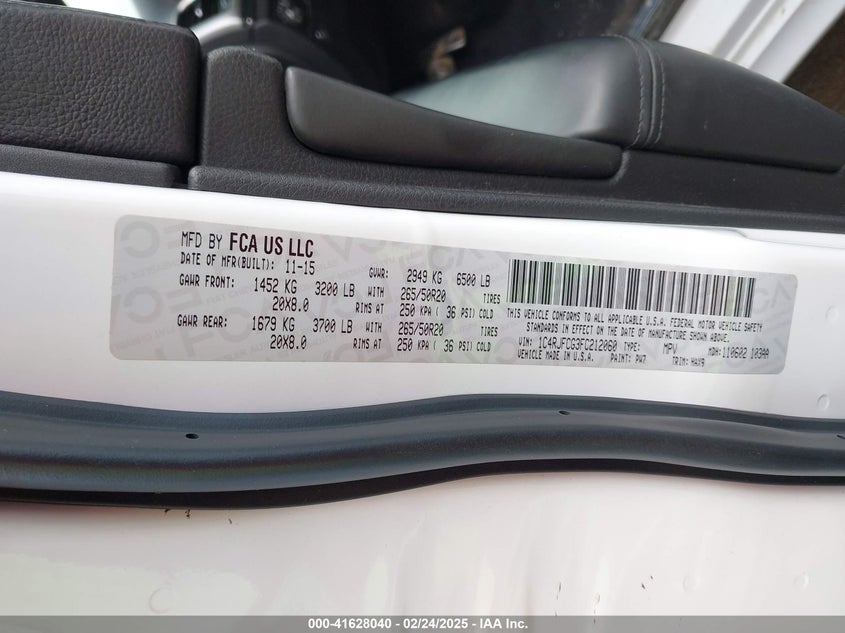 MFD BY FCA US LLC
DATE OF MFR(BUILT): 11-15 GVWR: 2949 KG 6500 LB
GAWR FRONT: 1452 KG 3200 LB WITH 265/50R20 TIRES
20X8.0 RIMS AT 250 KPA ( 36 PSI) COLD
GAWR REAR: 1679 KG 3700 LB WITH 265/50R20 TIRES
20X8.0 RIMS AT 250 KPA ( 36 PSI) COLD
THIS VEHICLE CONFORMS TO ALL APPLICABLE U.S.A. FEDERAL MOTOR VEHICLE SAFETY
STANDARDS IN EFFECT ON THE DATE OF MANUFACTURE SHOWN ABOVE.
VIN: 1C4RJFCG3FC212060 TYPE: MPV MDH: 110602 103AA
VEHICLE MADE IN U.S.A. PAINT: PW7 TRIM: HAX9
000-41628040 - 02/24/2025 - IAA Inc.